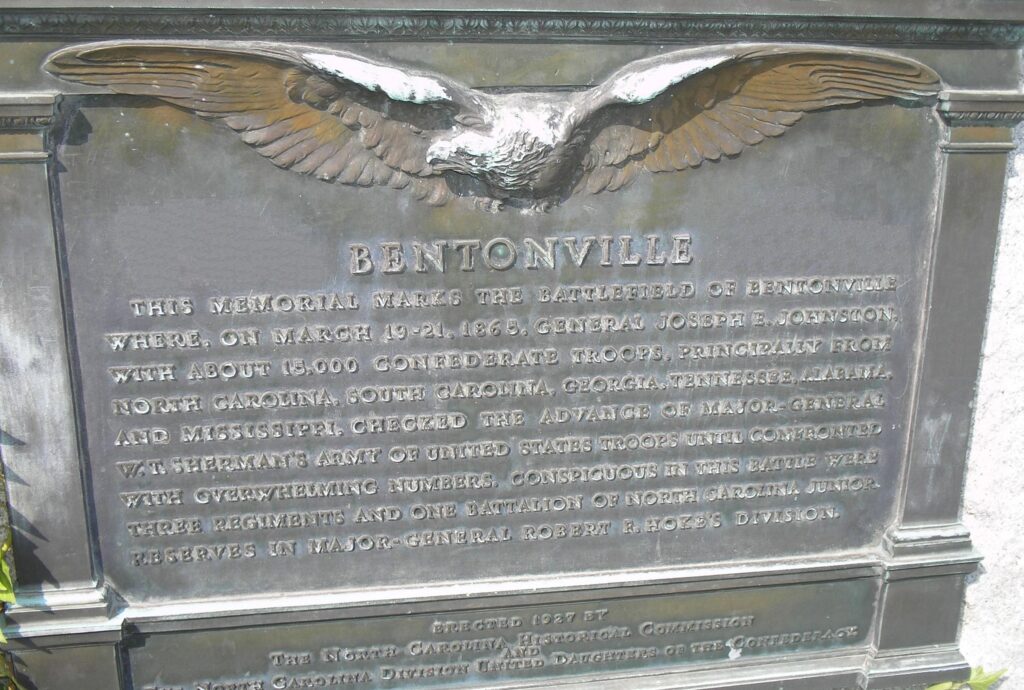 BENTONVILLE
THIS MEMORIAL MARKS THE BATTLEFIELD OF BENTONVILLE
WHERE, ON MARCH 19-21, 1865, GENERAL JOSEPH E. JOHNSTON,
WITH ABOUT 15,000 CONFEDERATE TROOPS, PRINCIPALLY FROM
NORTH CAROLINA, SOUTH CAROLINA, GEORGIA, TENNESSEE, ALABAMA,
AND MISSISSIPPI, CHECKED THE ADVANCE OF MAJOR-GENERAL
W. T. SHERMAN'S ARMY OF UNITED STATES TROOPS UNTIL CONFRONTED
WITH OVERWHELMING NUMBERS. CONSPICUOUS IN THIS BATTLE WERE
THREE REGIMENTS AND ONE BATTALION OF NORTH CAROLINA JUNIOR
RESERVES IN MAJOR-GENERAL ROBERT R. HOKE'S DIVISION.
ERECTED 1927 BY
THE NORTH CAROLINA HISTORICAL COMMISSION
AND
THE NORTH CAROLINA DIVISION UNITED DAUGHTERS OF THE CONFEDERACY